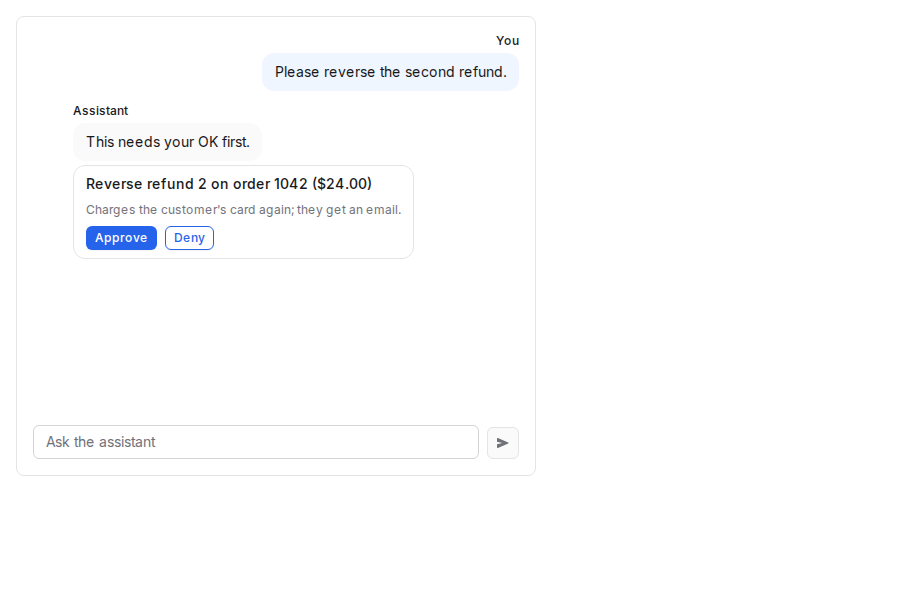 You
Please reverse the second refund.
Assistant
This needs your OK first.
Reverse refund 2 on order 1042 ($24.00)
Charges the customer's card again; they get an email.
Approve
Deny
Ask the assistant